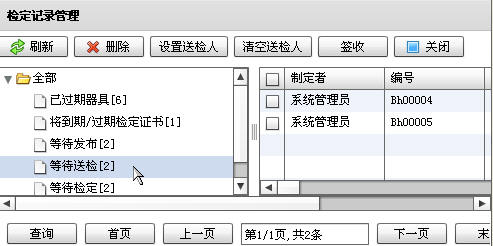 检定记录管理
刷新 删除 设置送检人 清空送检人 签收 关闭
全部
已过期器具[6]
将到期/过期检定证书[1]
等待发布[2]
等待送检[2]
等待检定[2]
制定者 编号
系统管理员 Bh00004
系统管理员 Bh00005
查询 首页 上一页 第1/1页,共2条 下一页 末